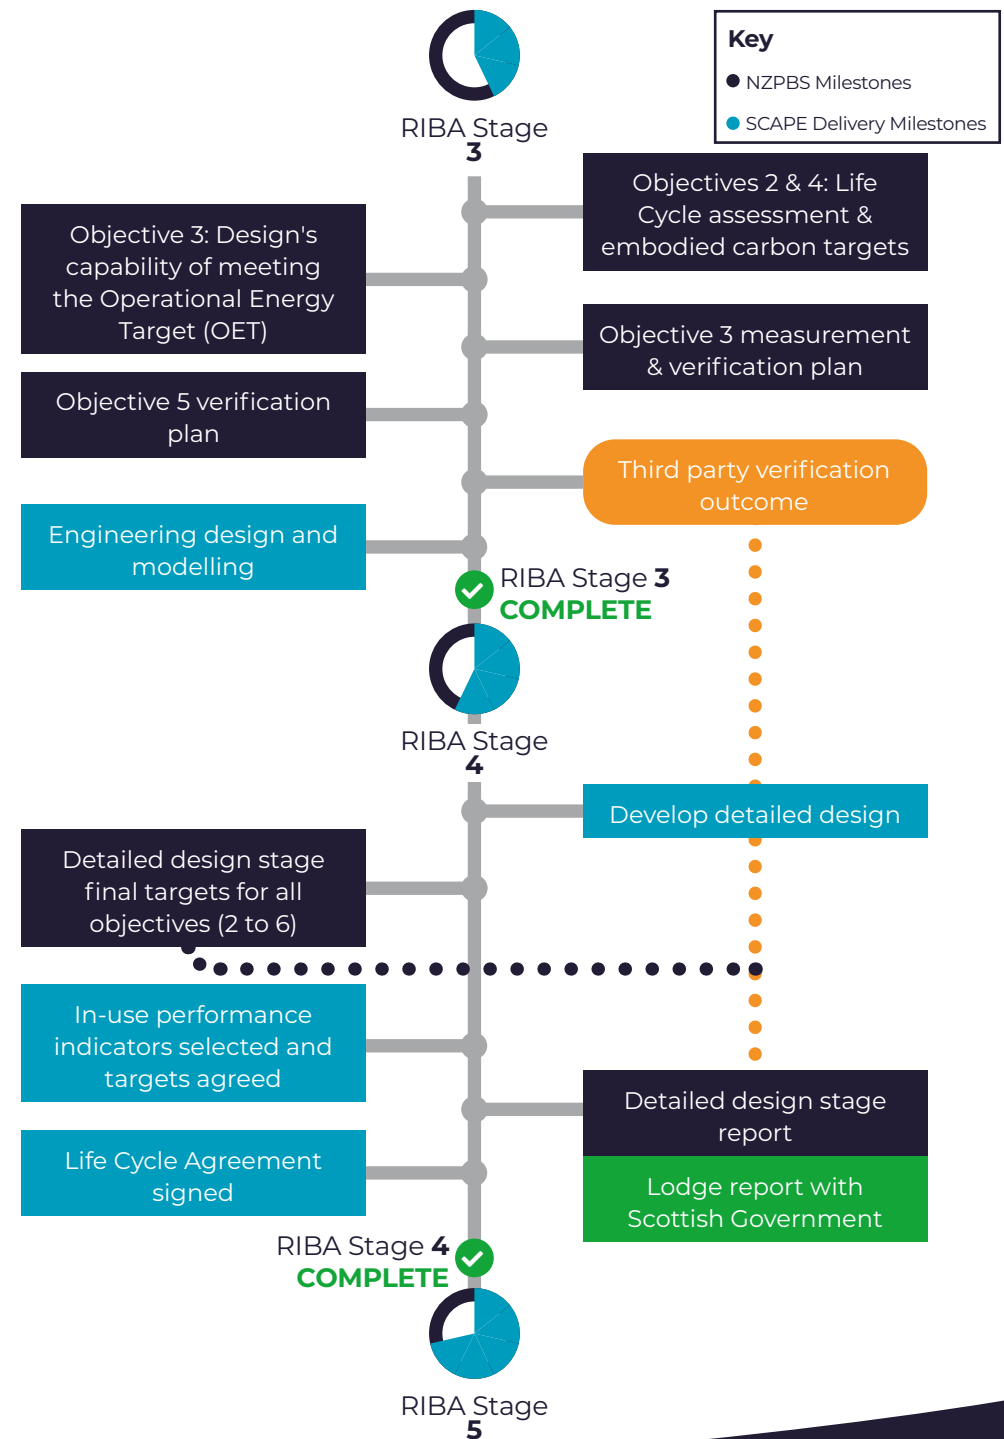 RIBA Stage
3
Key
NZPBS Milestones
SCAPE Delivery Milestones
Objectives 2 & 4: Life
Cycle assessment &
embodied carbon targets
Objective 3: Design's
capability of meeting
the Operational Energy
Target (OET)
Objective 3 measurement
& verification plan
Objective 5 verification
plan
Third party verification
outcome
Engineering design and
modelling
RIBA Stage 3
COMPLETE
RIBA Stage
4
Develop detailed design
Detailed design stage
final targets for all
objectives (2 to 6)
In-use performance
indicators selected and
targets agreed
Detailed design stage
report
Lodge report with
Scottish Government
Life Cycle Agreement
signed
RIBA Stage 4
COMPLETE
RIBA Stage
5